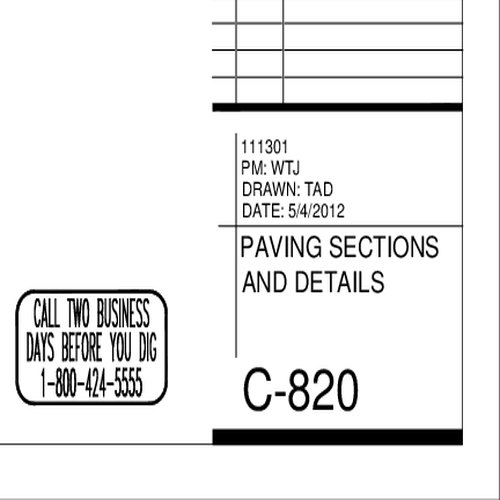 111301
PM: WTJ
DRAWN: TAD
DATE: 5/4/2012
PAVING SECTIONS
AND DETAILS
CALL TWO BUSINESS
DAYS BEFORE YOU DIG
1-800-424-5555
C-820